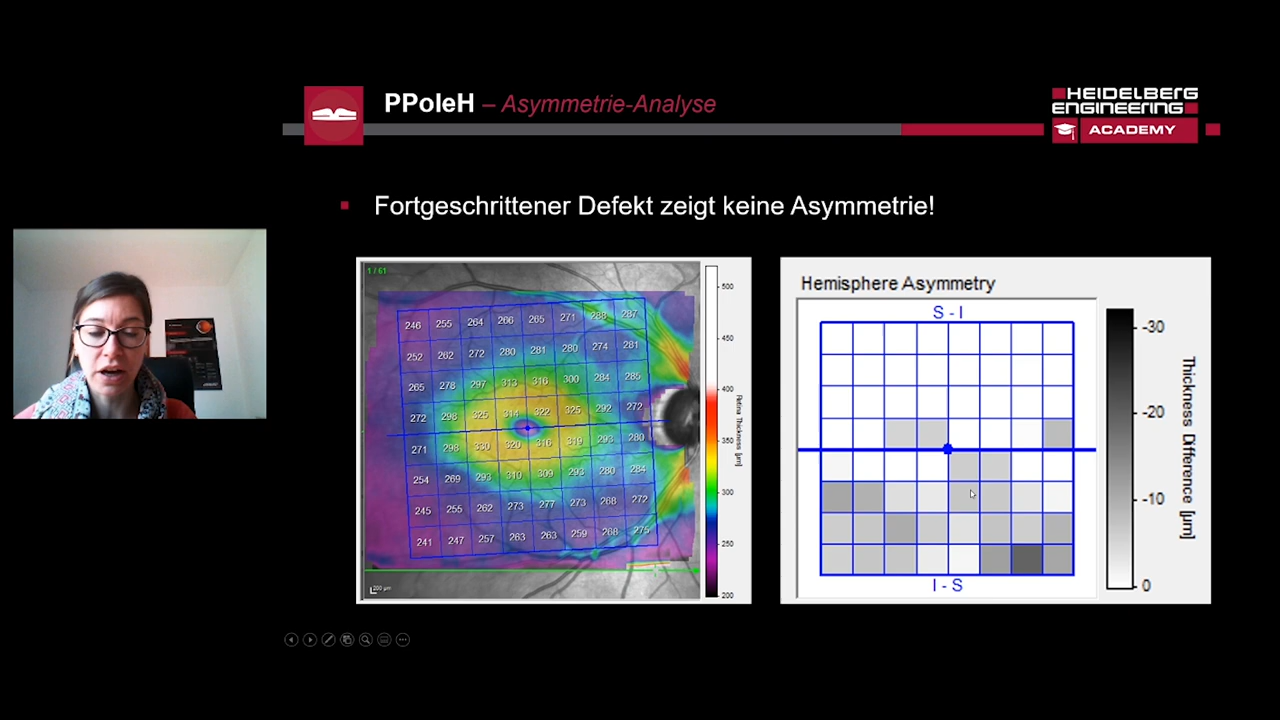 PPoleH – Asymmetrie-Analyse
HEIDELBERG
ENGINEERING
ACADEMY
Fortgeschrittener Defekt zeigt keine Asymmetrie!
1 / 61
246 255 264 266 265 271 288 287
252 262 272 280 281 280 274 281
265 278 297 313 316 300 284 285
272 298 325 314 322 325 292 272
271 298 330 320 316 319 293 280
254 269 293 310 309 293 280 284
245 255 262 273 277 273 268 272
241 247 257 263 263 259 268 275
200 µm
500
450
400
350
300
250
200
Retina Thickness [µm]
Hemisphere Asymmetry
S - I
I - S
-30
-20
-10
0
Thickness Difference [µm]